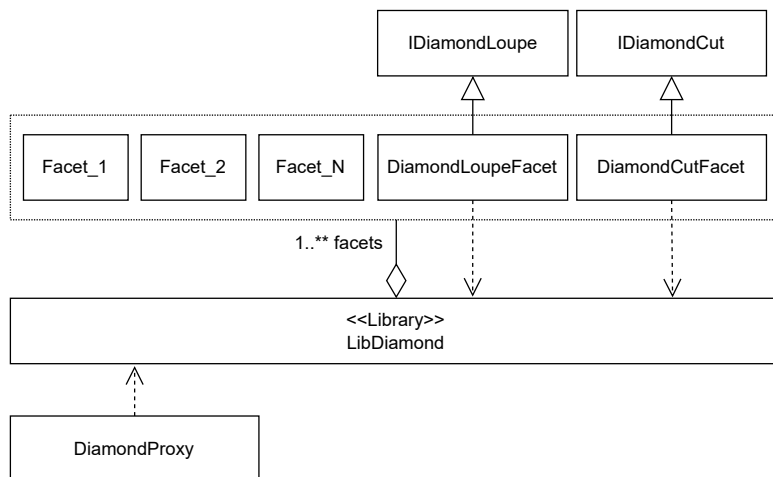 IDiamondLoupe
IDiamondCut
Facet_1
Facet_2
Facet_N
DiamondLoupeFacet
DiamondCutFacet
1..** facets
<<Library>>
LibDiamond
DiamondProxy